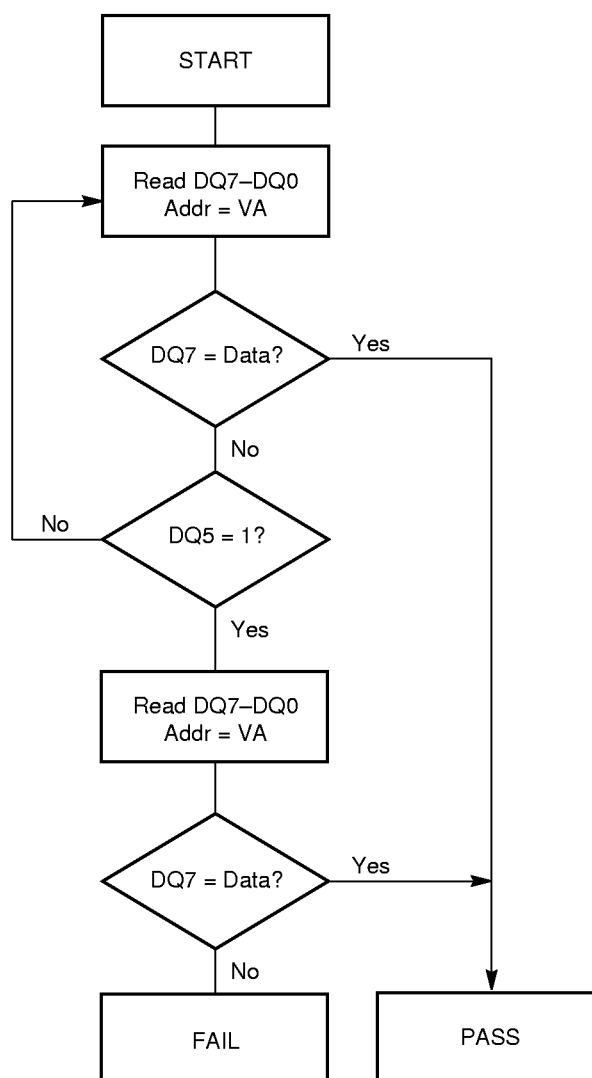 START
Read DQ7–DQ0
Addr = VA
DQ7 = Data?
Yes
No
No
DQ5 = 1?
Yes
Read DQ7–DQ0
Addr = VA
DQ7 = Data?
Yes
No
FAIL
PASS